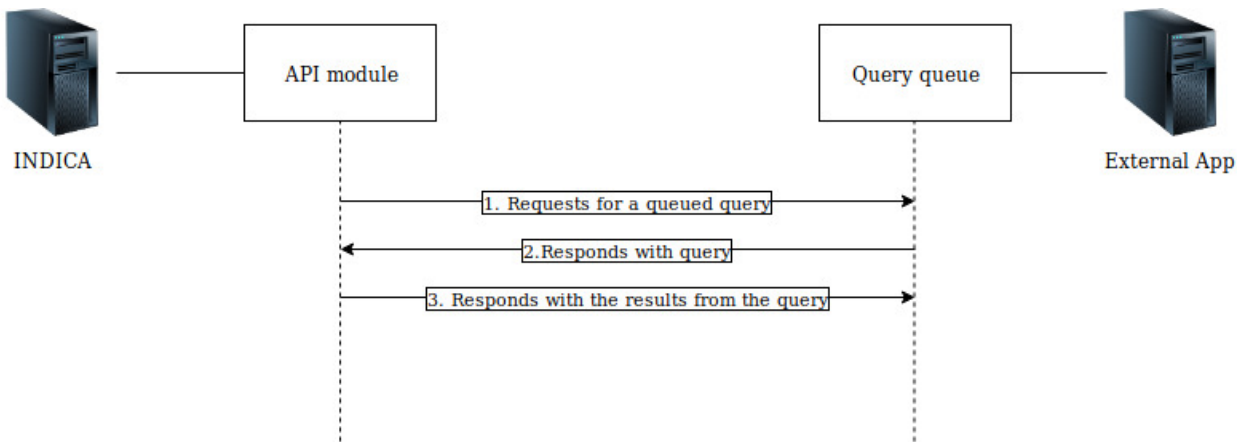 API module
Query queue
INDICA
External App
1. Requests for a queued query
2.Responds with query
3. Responds with the results from the query